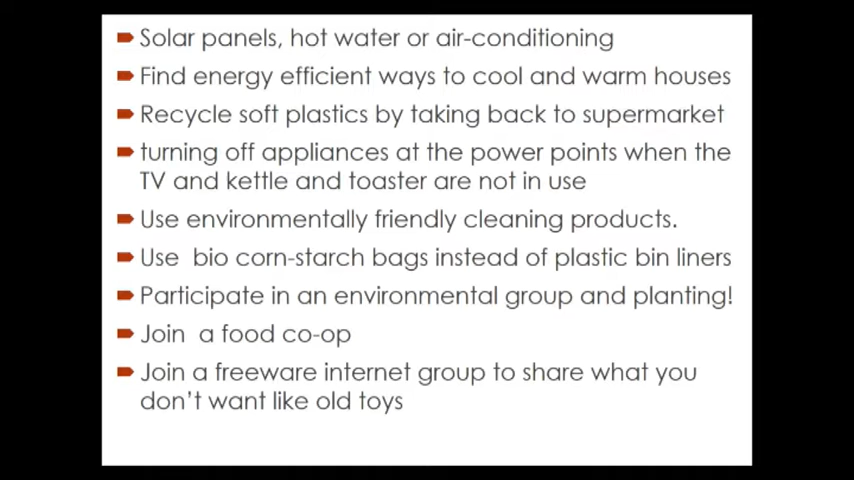 Solar panels, hot water or air-conditioning
Find energy efficient ways to cool and warm houses
Recycle soft plastics by taking back to supermarket
turning off appliances at the power points when the
TV and kettle and toaster are not in use
Use environmentally friendly cleaning products.
Use  bio corn-starch bags instead of plastic bin liners
Participate in an environmental group and planting!
Join  a food co-op
Join a freeware internet group to share what you
don't want like old toys